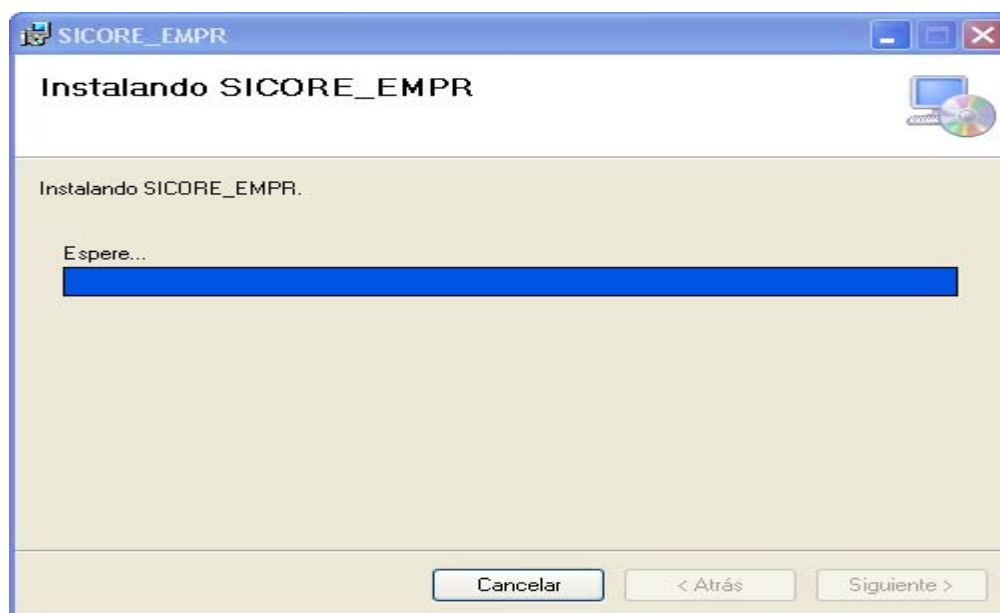 SICORE_EMPR
Instalando SICORE_EMPR
Instalando SICORE_EMPR.
Espere...
Cancelar < Atrás Siguiente >